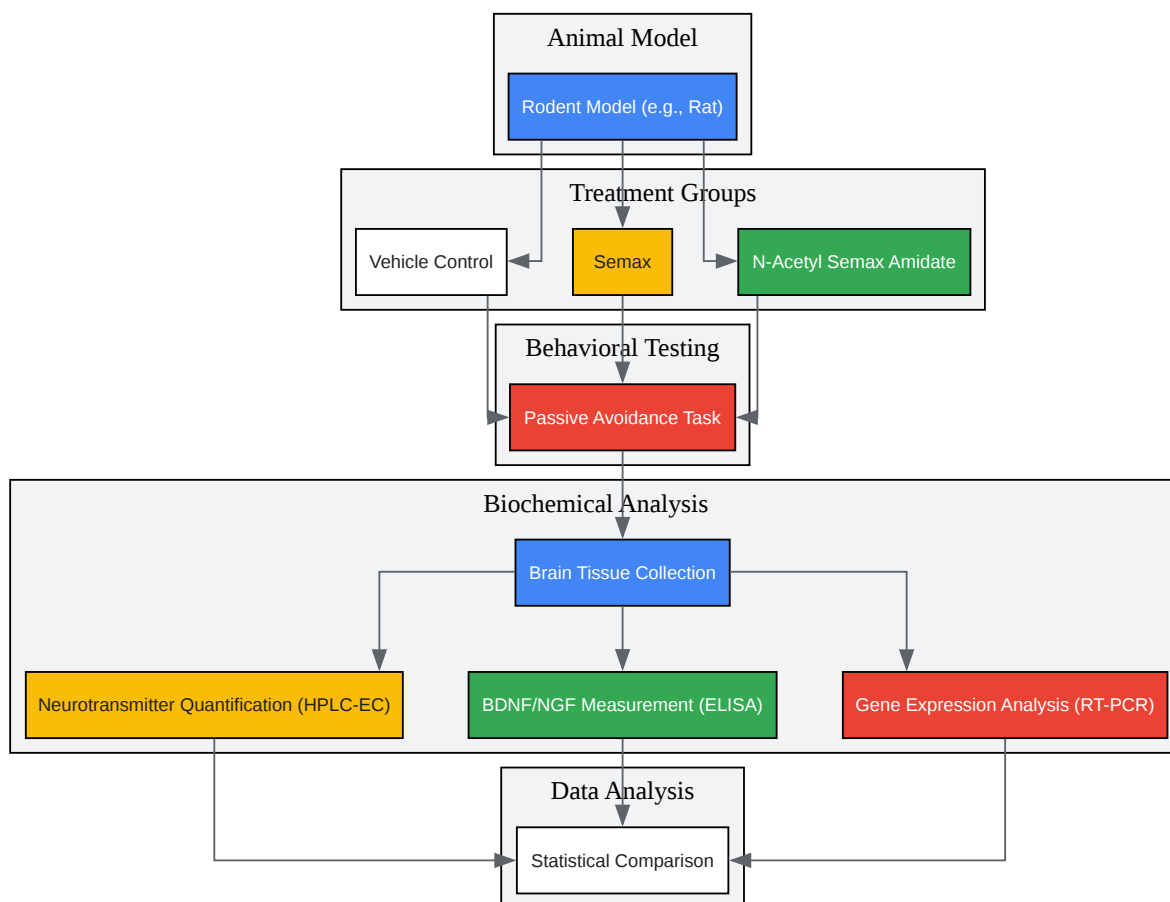 Animal Model
Rodent Model (e.g., Rat)
Treatment Groups
Vehicle Control
Semax
N-Acetyl Semax Amidate
Behavioral Testing
Passive Avoidance Task
Biochemical Analysis
Brain Tissue Collection
Neurotransmitter Quantification (HPLC-EC)
BDNF/NGF Measurement (ELISA)
Gene Expression Analysis (RT-PCR)
Data Analysis
Statistical Comparison